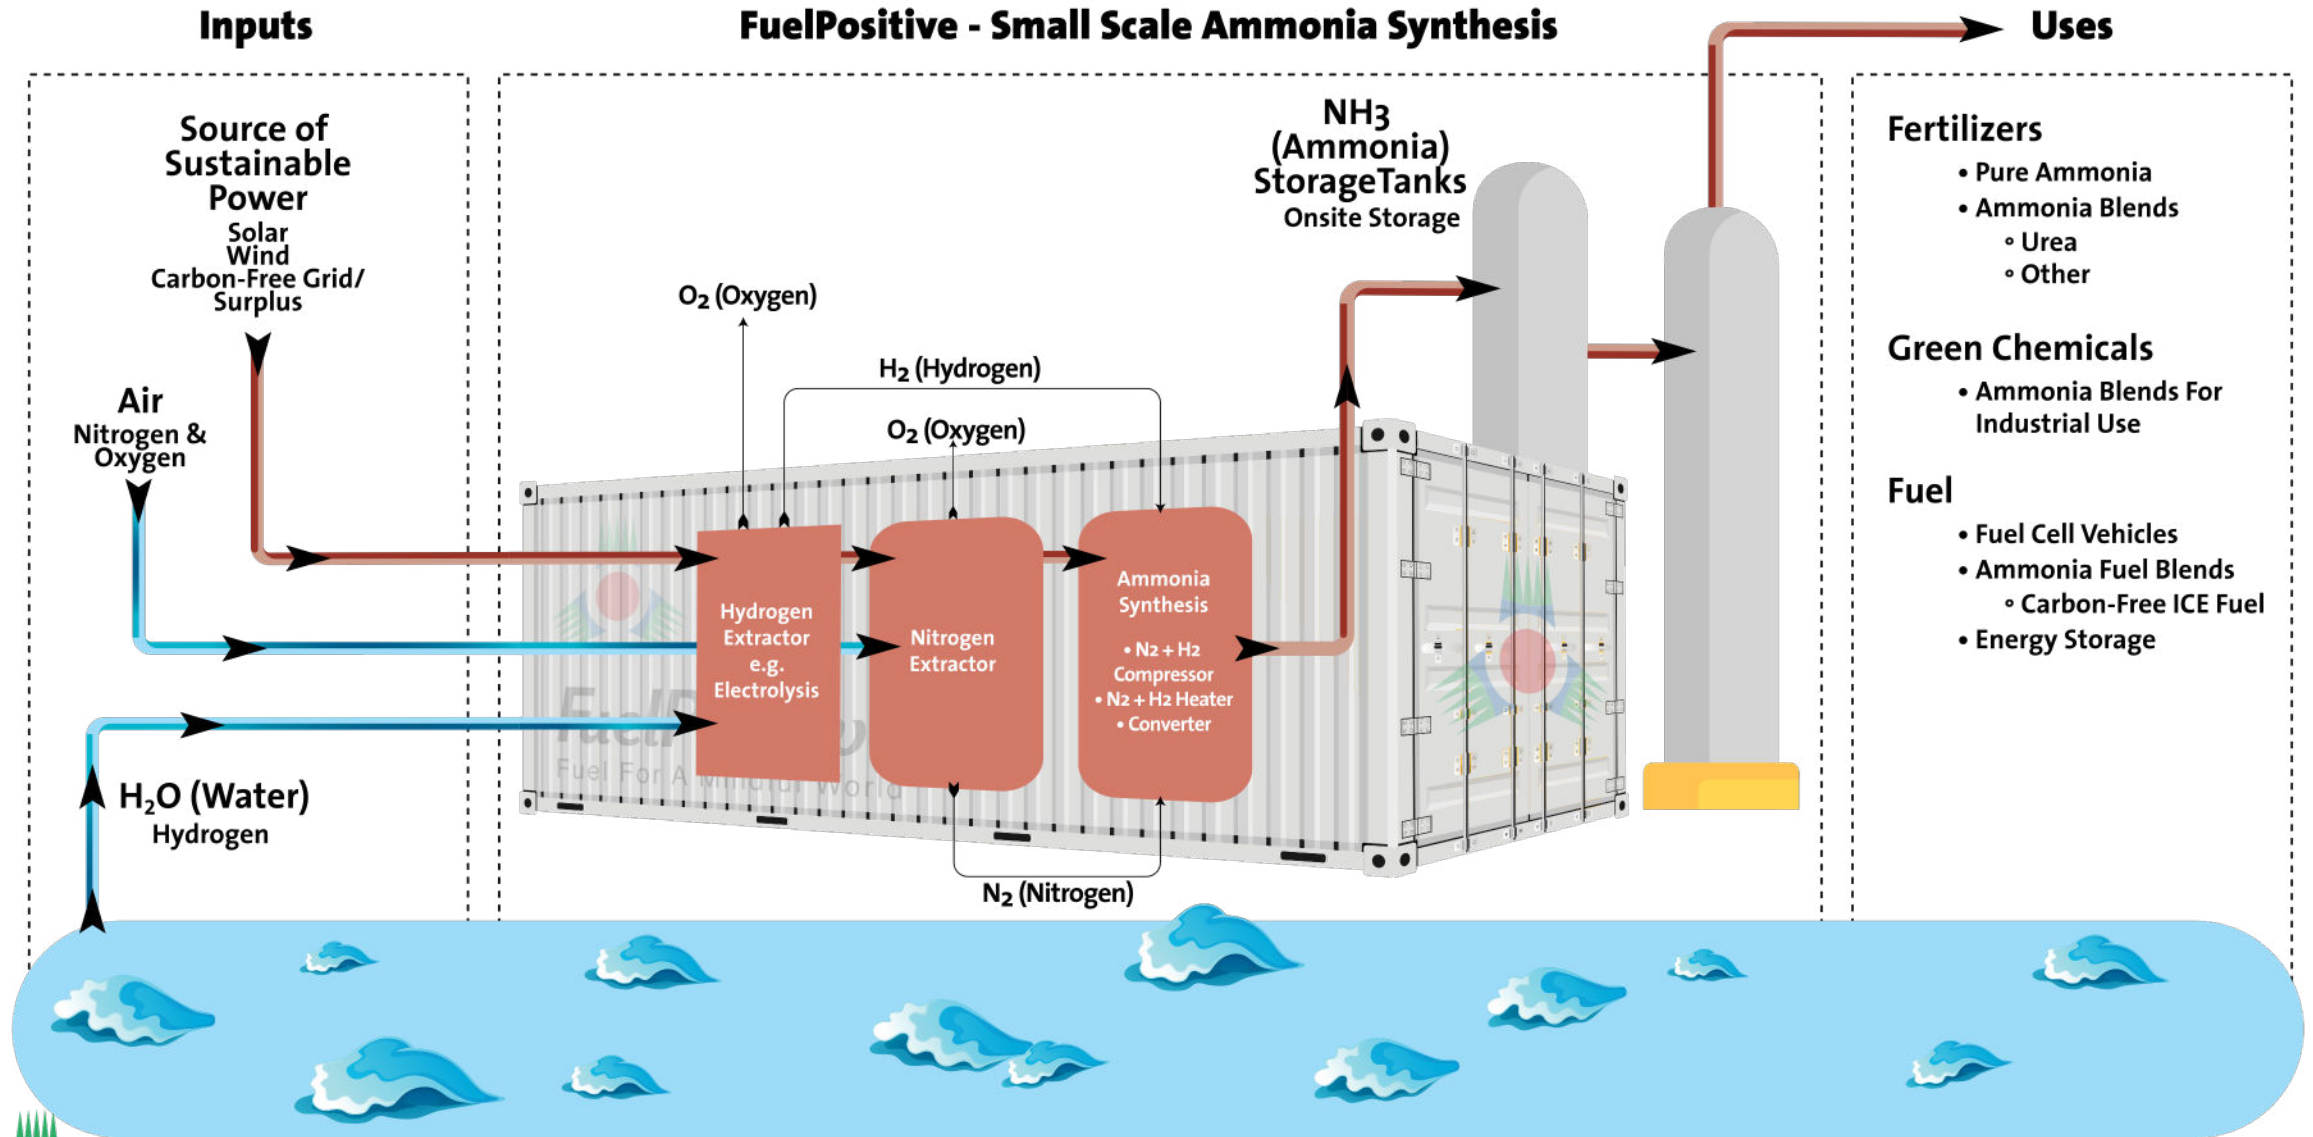 Inputs
FuelPositive - Small Scale Ammonia Synthesis
Uses
Source of
Sustainable
Power
Solar
Wind
Carbon-Free Grid/
Surplus
Air
Nitrogen &
Oxygen
H₂O (Water)
Hydrogen
NH3
(Ammonia)
StorageTanks
Onsite Storage
O2 (Oxygen)
H2 (Hydrogen)
O2 (Oxygen)
Hydrogen
Extractor
e.g.
Electrolysis
Nitrogen
Extractor
Ammonia
Synthesis
• N2 + H2
Compressor
• N2 + H2 Heater
• Converter
Fuel For A Mindful World
N2 (Nitrogen)
Fertilizers
• Pure Ammonia
• Ammonia Blends
° Urea
° Other
Green Chemicals
• Ammonia Blends For
Industrial Use
Fuel
• Fuel Cell Vehicles
• Ammonia Fuel Blends
° Carbon-Free ICE Fuel
• Energy Storage